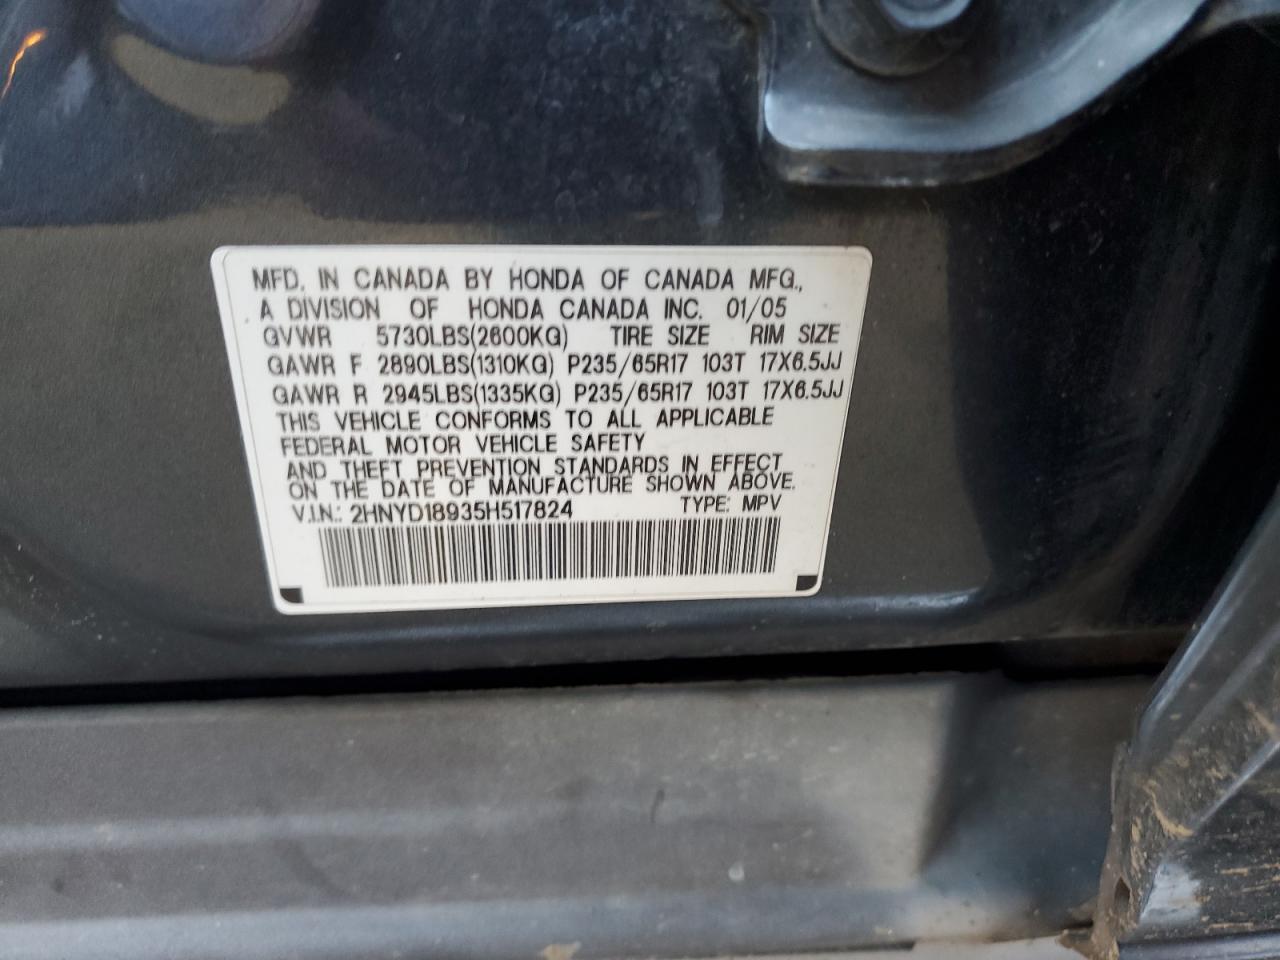 MFD. IN CANADA BY HONDA OF CANADA MFG.,
A DIVISION OF HONDA CANADA INC. 01/05
GVWR 5730LBS(2600KG) TIRE SIZE RIM SIZE
GAWR F 2890LBS(1310KG) P235/65R17 103T 17X6.5JJ
GAWR R 2945LBS(1335KG) P235/65R17 103T 17X6.5JJ
THIS VEHICLE CONFORMS TO ALL APPLICABLE
FEDERAL MOTOR VEHICLE SAFETY
AND THEFT PREVENTION STANDARDS IN EFFECT
ON THE DATE OF MANUFACTURE SHOWN ABOVE.
V.I.N.: 2HNYD18935H517824 TYPE: MPV